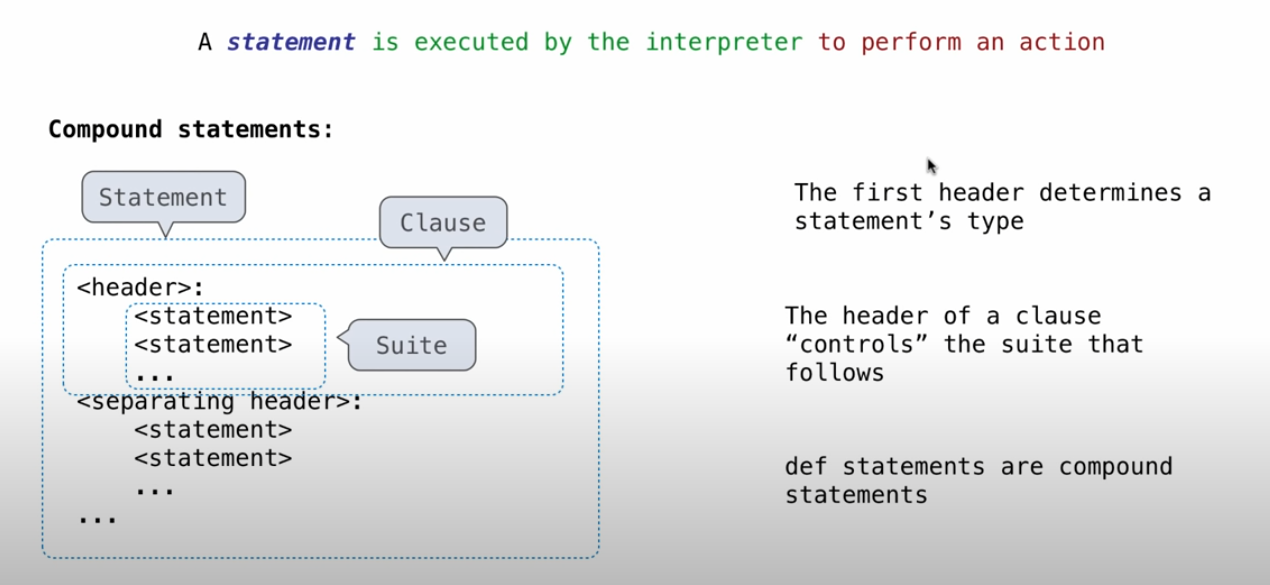 A statement is executed by the interpreter to perform an action
Compound statements:
Statement
Clause
<header>:
<statement>
<statement>
...
Suite
<separating header>:
<statement>
<statement>
...
...
The first header determines a
statement’s type
The header of a clause
“controls” the suite that
follows
def statements are compound
statements